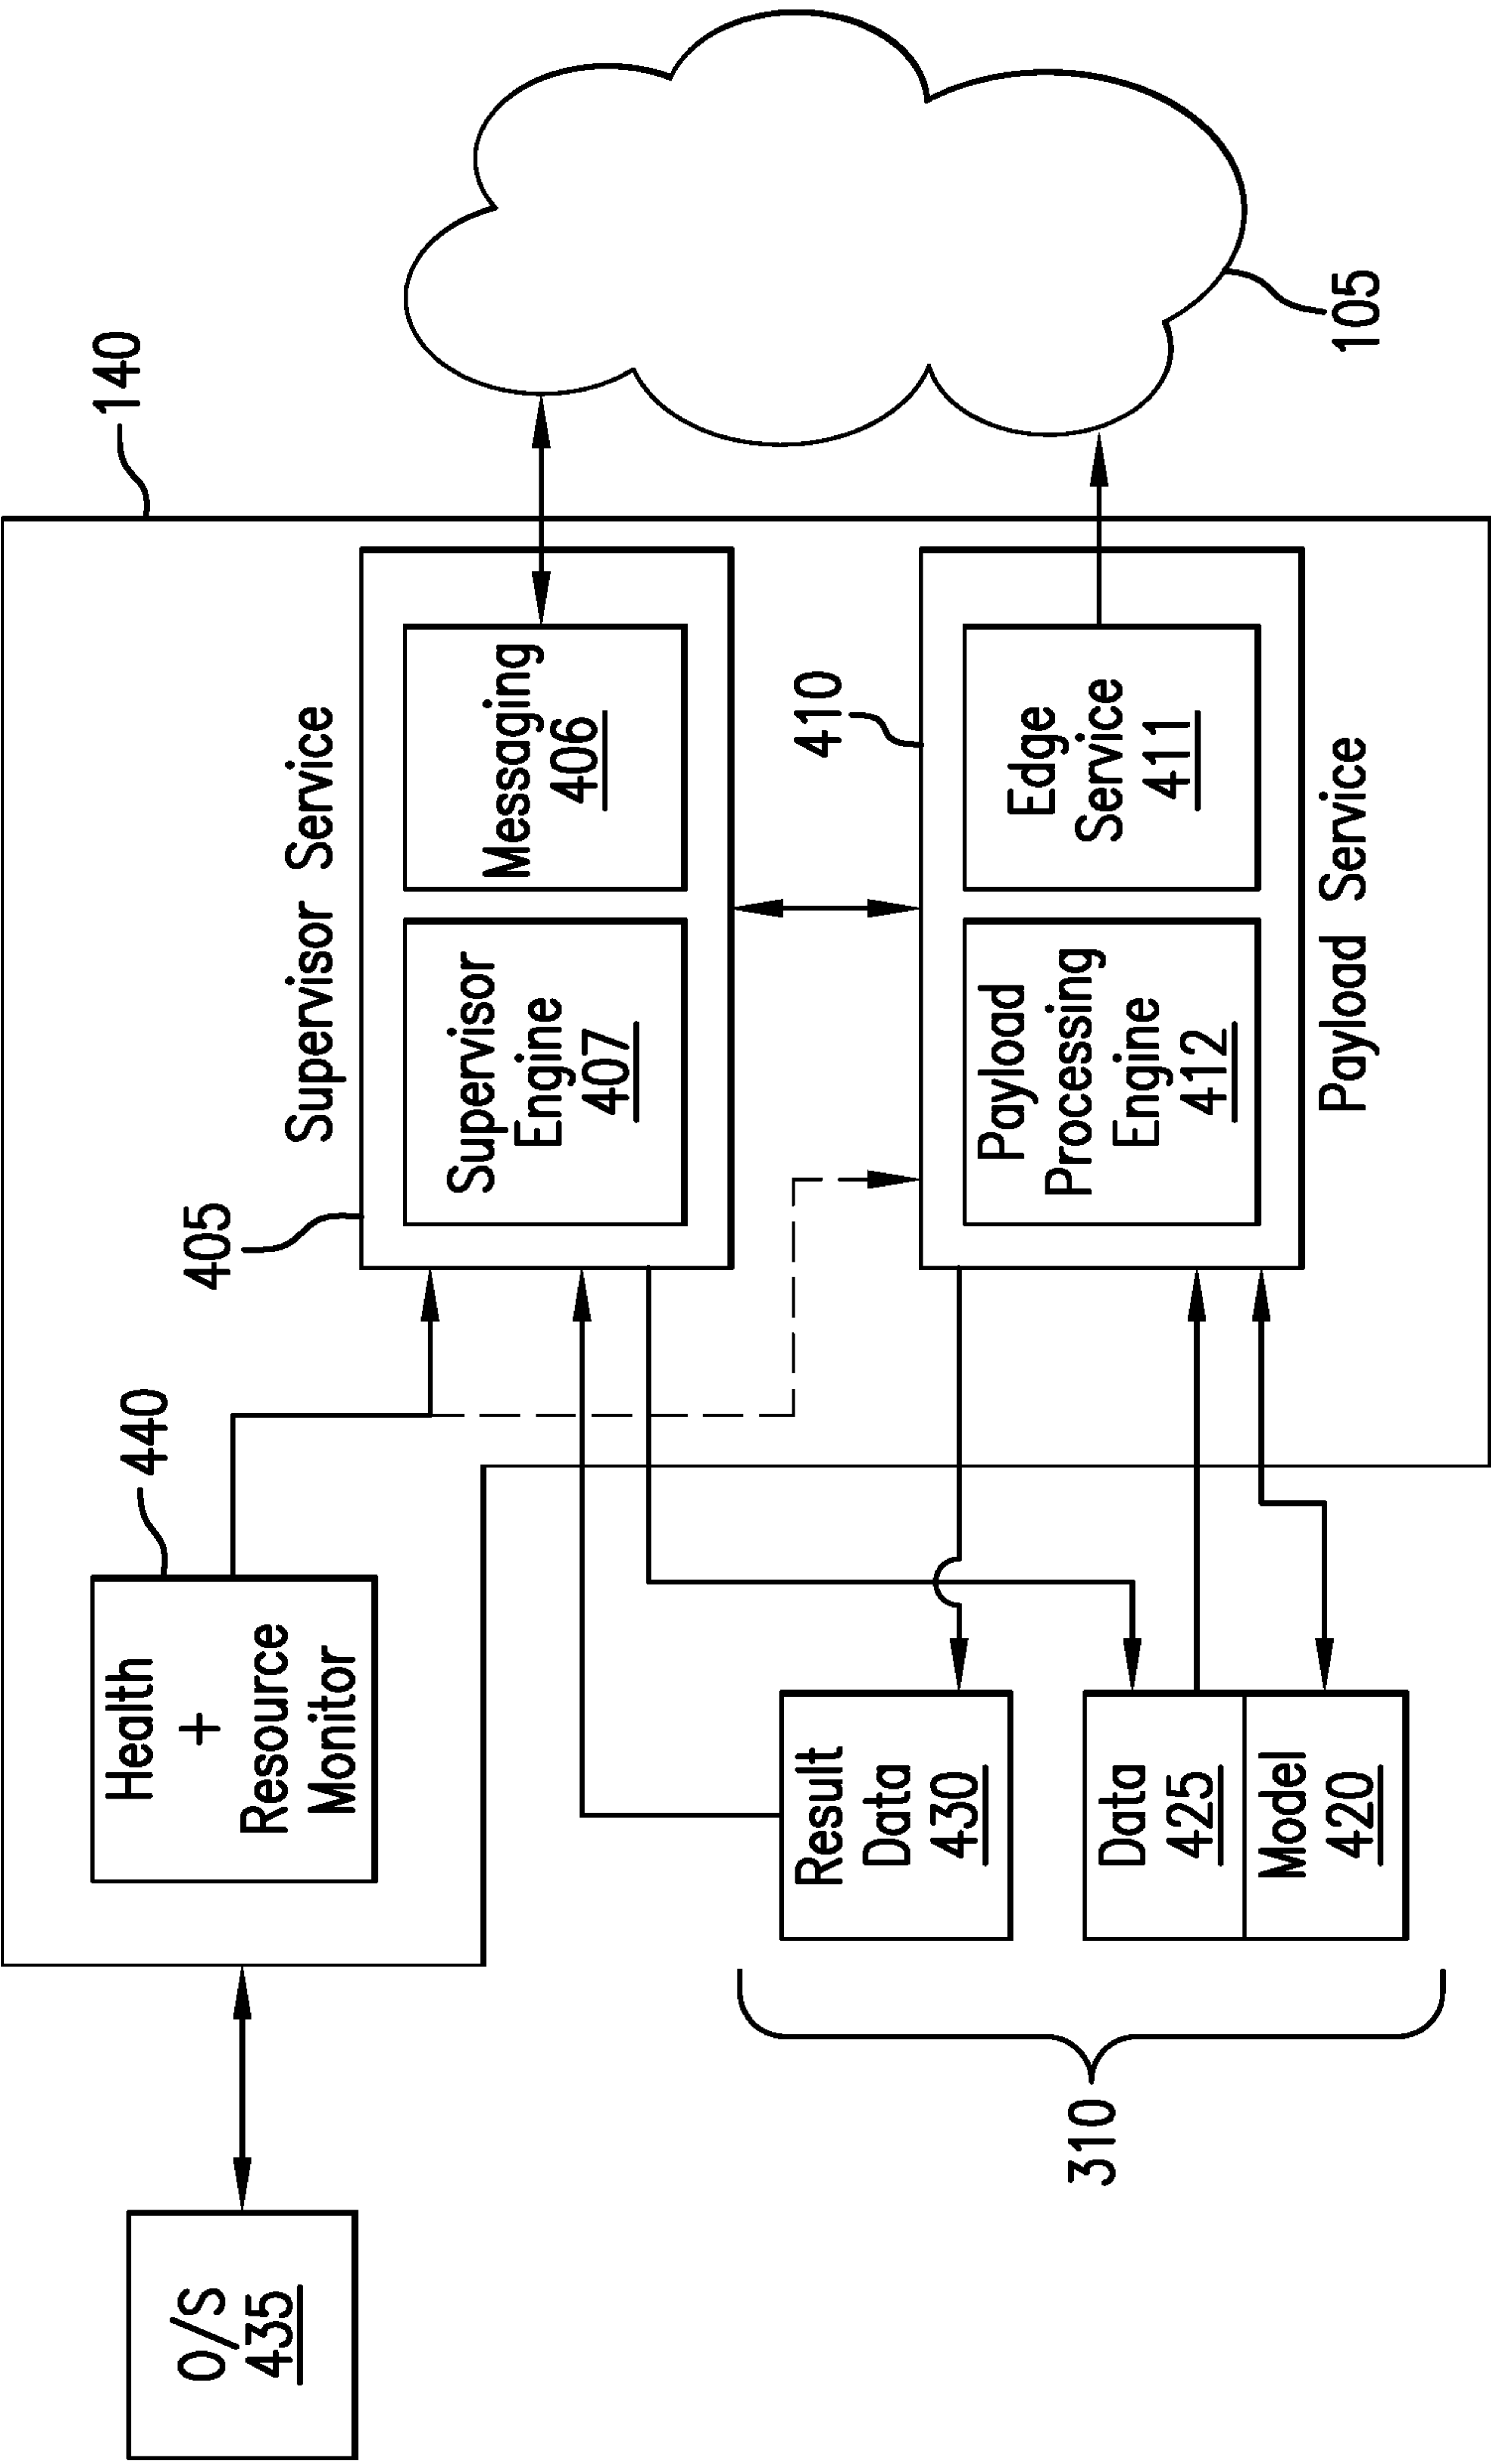 140
440
Health
+
Resource
Monitor
O/S
435
405
Supervisor Service
Supervisor
Engine
407
Messaging
406
410
Result
Data
430
Data
425
Model
420
310
Payload
Processing
Engine
412
Edge
Service
411
Payload Service
105